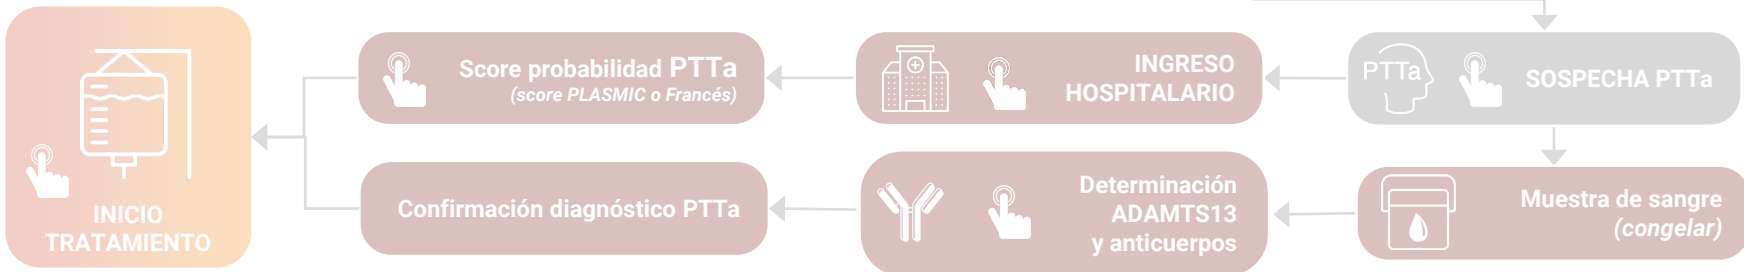 INICIO
TRATAMIENTO
Score probabilidad PTTa
(score PLASMIC o Francés)
INGRESO
HOSPITALARIO
PTTa
SOSPECHA PTTa
Confirmación diagnóstico PTTa
Determinación
ADAMTS13
y anticuerpos
Muestra de sangre
(congelar)